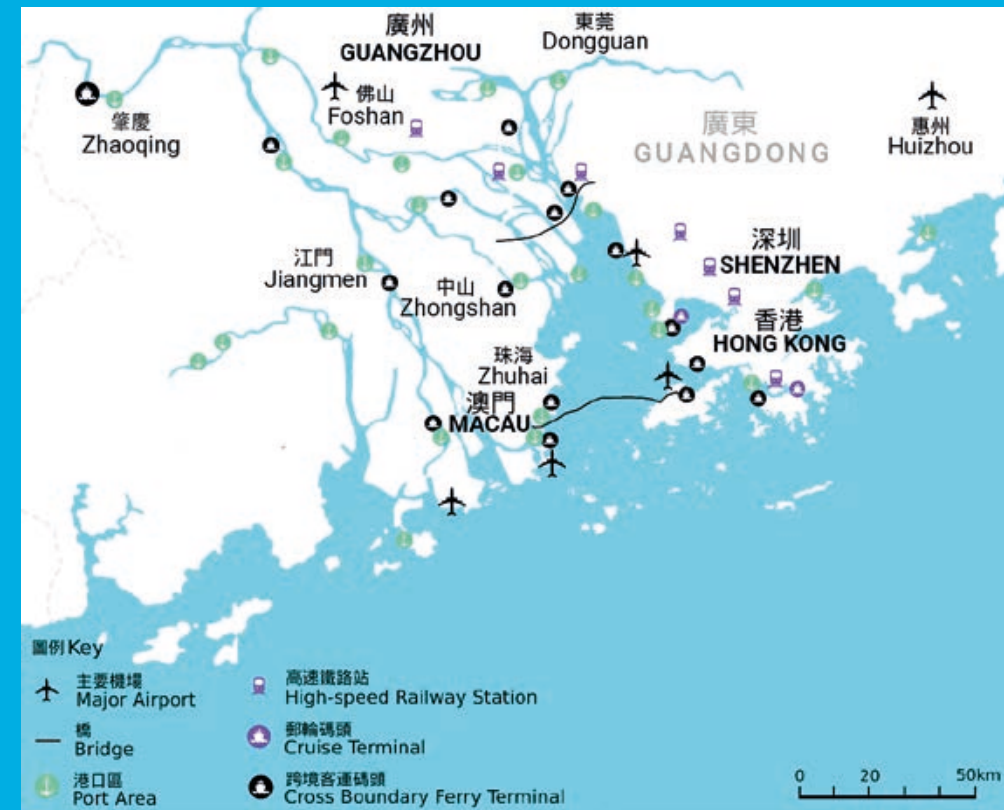 廣州
GUANGZHOU
東莞
Dongguan
佛山
Foshan
肇慶
Zhaoqing
廣東
GUANGDONG
惠州
Huizhou
深圳
SHENZHEN
江門
Jiangmen
中山
Zhongshan
香港
HONG KONG
珠海
Zhuhai
澳門
MACAU
圖例 Key
主要機場
Major Airport
高速鐵路站
High-speed Railway Station
橋
Bridge
郵輪碼頭
Cruise Terminal
港口區
Port Area
跨境客運碼頭
Cross Boundary Ferry Terminal
0 20 50km